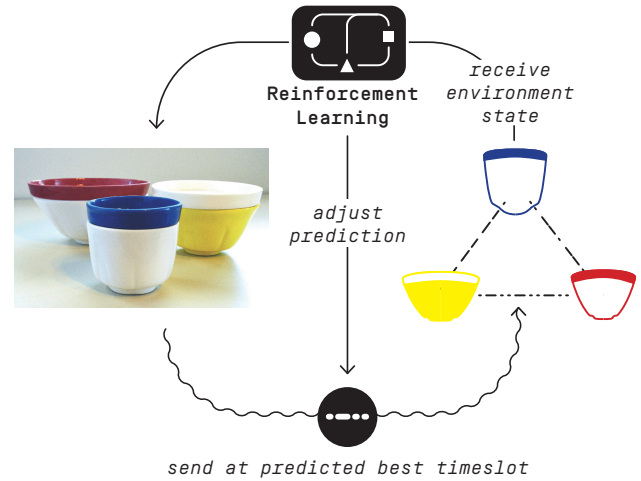 Reinforcement
Learning
receive
environment
state
adjust
prediction
send at predicted best timeslot